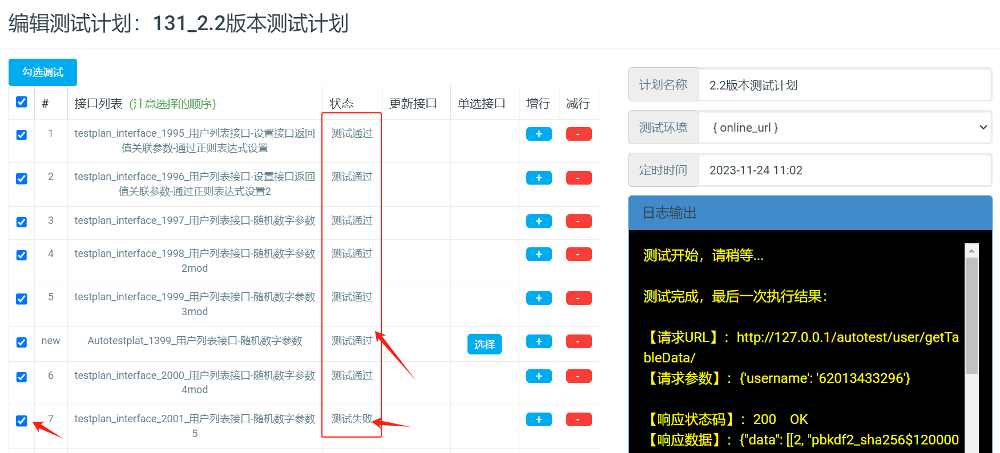 编辑测试计划：131_2.2版本测试计划
勾选调试
# 接口列表 (注意选择的顺序) 状态 更新接口 单选接口 增行 减行
1 testplan_interface_1995_用户列表接口-设置接口返回 测试通过 + -
值关联参数-通过正则表达式设置
2 testplan_interface_1996_用户列表接口-设置接口返回 测试通过 + -
值关联参数-通过正则表达式设置2
3 testplan_interface_1997_用户列表接口-随机数字参数 测试通过 + -
4 testplan_interface_1998_用户列表接口-随机数字参数 测试通过 + -
2mod
5 testplan_interface_1999_用户列表接口-随机数字参数 测试通过 + -
3mod
new Autotestplat_1399_用户列表接口-随机数字参数 测试通过 选择 + -
6 testplan_interface_2000_用户列表接口-随机数字参数 测试通过 + -
4mod
7 testplan_interface_2001_用户列表接口-随机数字参数 测试失败 + -
5
计划名称 2.2版本测试计划
测试环境 { online_url }
定时时间 2023-11-24 11:02
日志输出
测试开始，请稍等...
测试完成，最后一次执行结果：
【请求URL】：http://127.0.0.1/autotest/user/getTa
bleData/
【请求参数】：{'username': '62013433296'}
【响应状态码】：200 OK
【响应数据】：{"data": [[2, "pbkdf2_sha256$120000